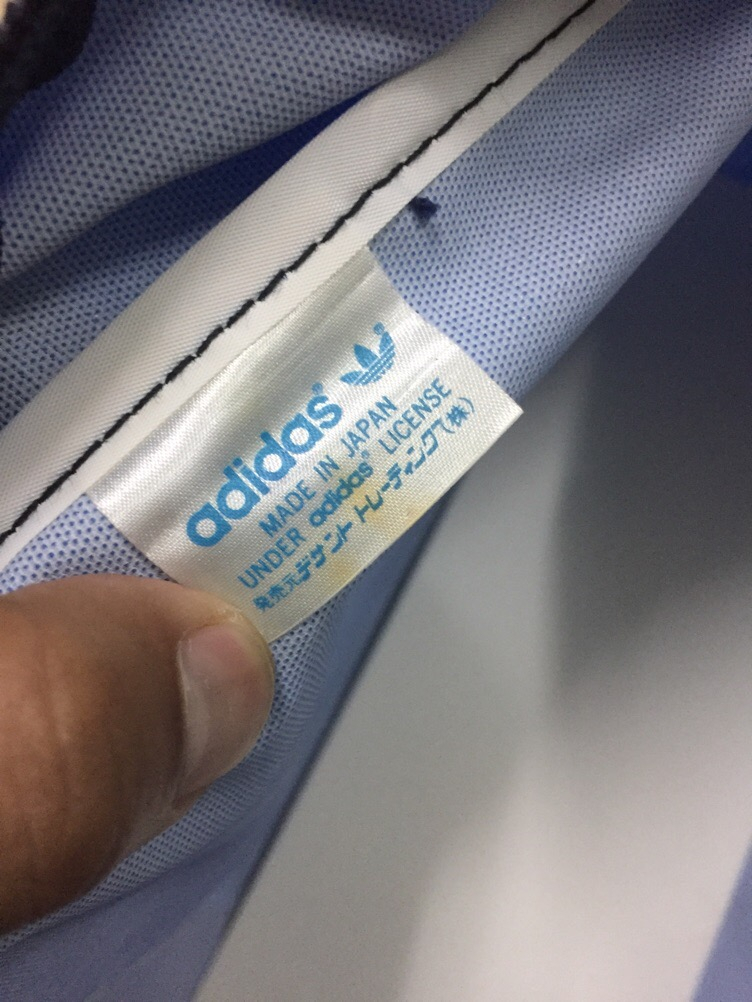 adidas®
MADE IN JAPAN
UNDER adidas® LICENSE
発売元デサントトレーディング(株)